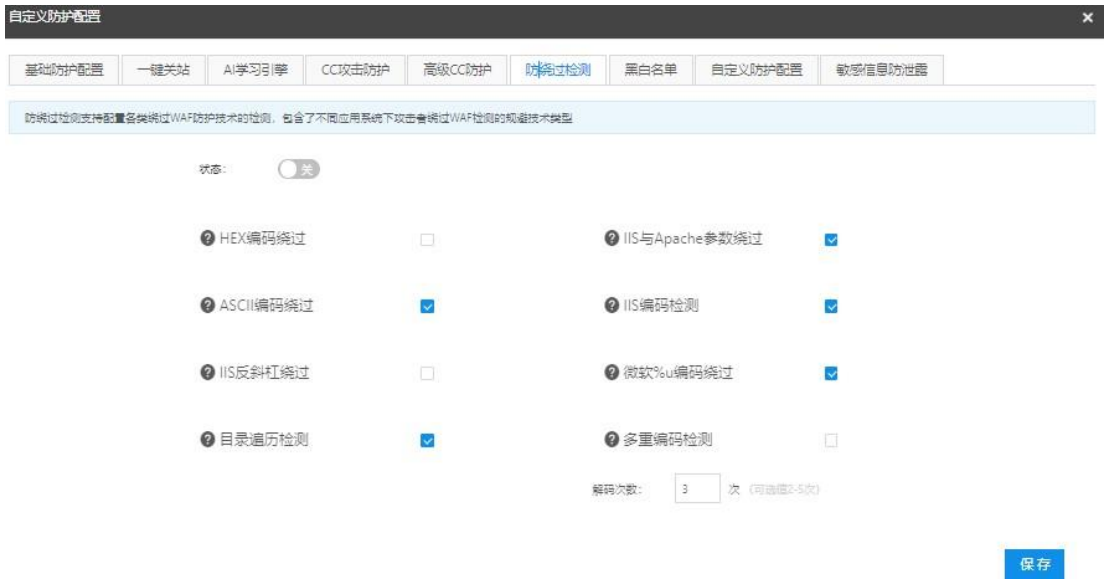 自定义防护配置
基础防护配置 一键关站 AI学习引擎 CC攻击防护 高级CC防护 防绕过检测 黑白名单 自定义防护配置 敏感信息防泄露
防绕过检测支持配置各类绕过WAF防护技术的检测，包含了不同应用系统下攻击者绕过WAF检测的规避技术类型
状态： 关
HEX编码绕过 IIS与Apache参数绕过
ASCII编码绕过 IIS编码检测
IIS反斜杠绕过 微软%u编码绕过
目录遍历检测 多重编码检测
解码次数： 3 次 (可选值2-5次)
保存